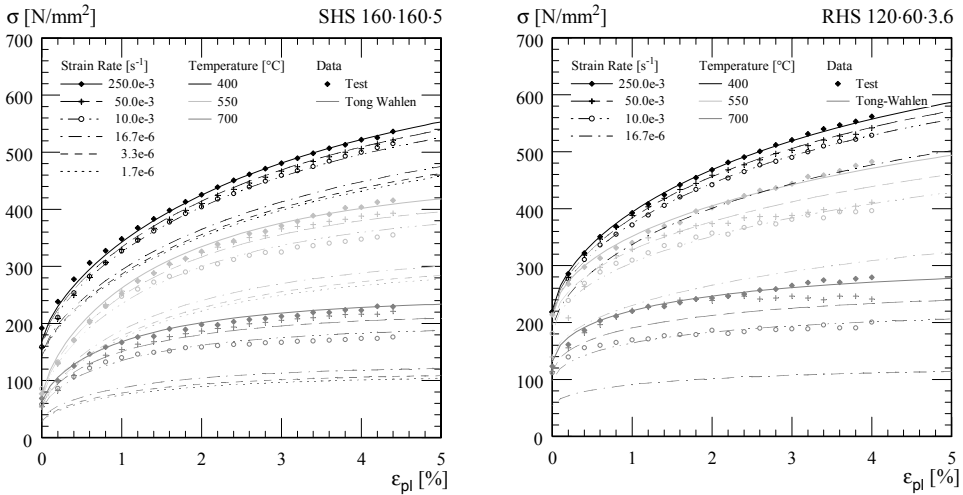 σ [N/mm²] SHS 160·160·5
700
600
500
400
300
200
100
0
Strain Rate [s⁻¹] Temperature [°C] Data
250.0e-3 400 Test
50.0e-3 550 Tong Wahlen
10.0e-3 700
16.7e-6
3.3e-6
1.7e-6
0 1 2 3 4 5
εpl [%]
σ [N/mm²] RHS 120·60·3.6
700
600
500
400
300
200
100
0
Strain Rate [s⁻¹] Temperature [°C] Data
250.0e-3 400 Test
50.0e-3 550 Tong-Wahlen
10.0e-3 700
16.7e-6
0 1 2 3 4 5
εpl [%]